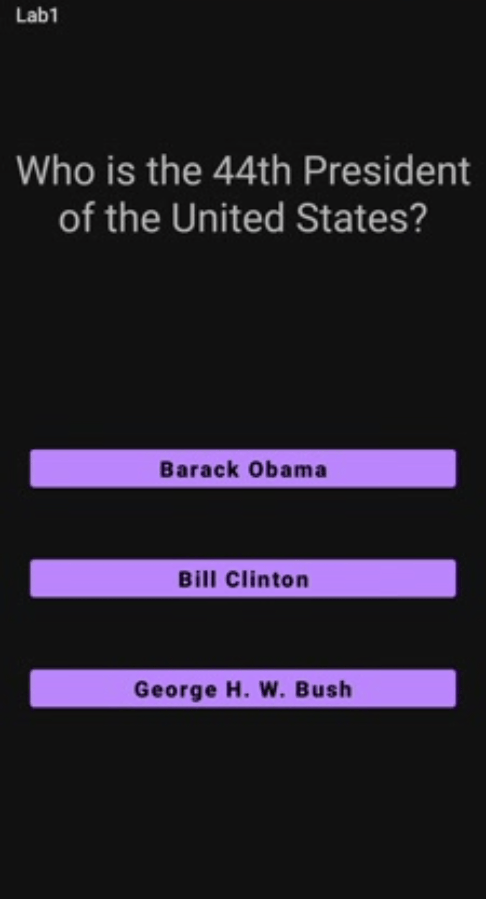 Lab1
Who is the 44th President
of the United States?
Barack Obama
Bill Clinton
George H. W. Bush